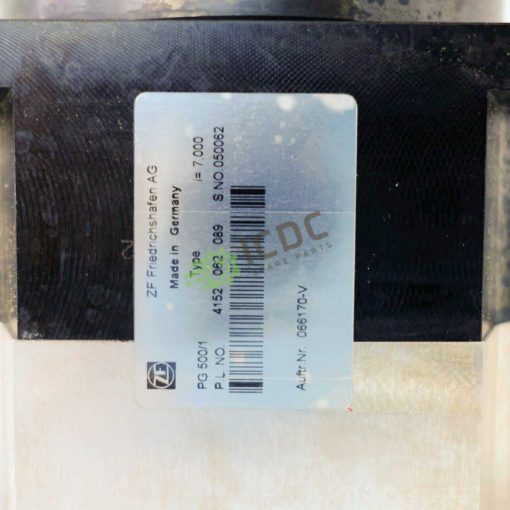 ZF
ZF Friedrichshafen AG
Made in Germany
Type
PG 500/1 i= 7,000
P.L.NO 4152 062 089 S.NO.050062
Auftr.Nr. 066170-V
ICDC
SPARE PARTS